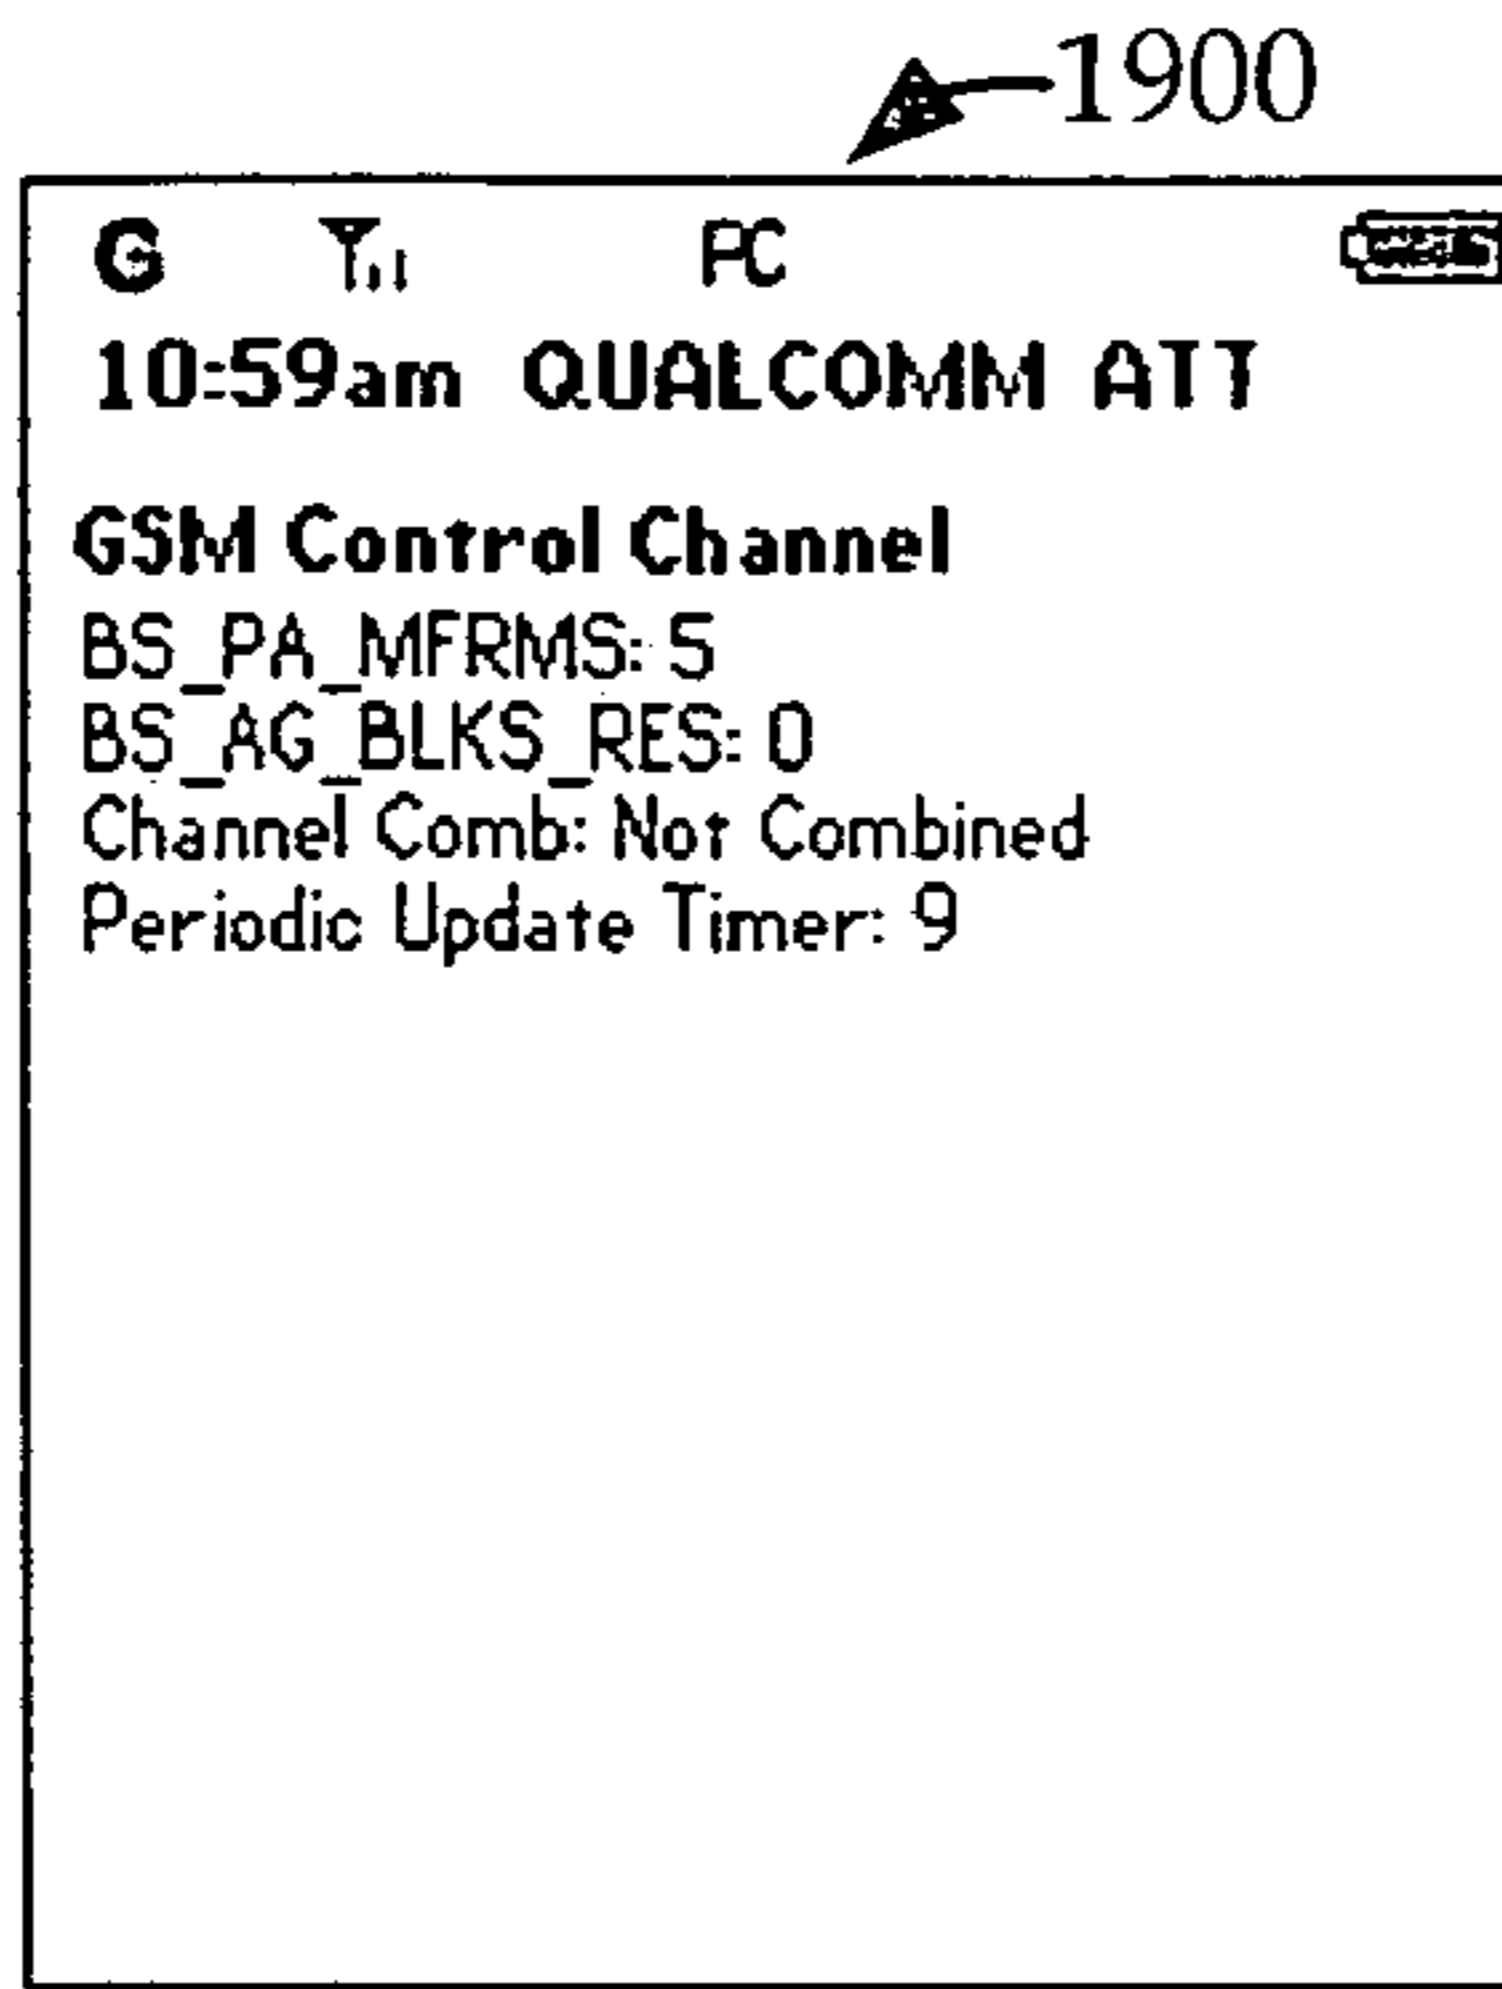 1900
G PC
10:59am QUALCOMM ATT
GSM Control Channel
BS_PA_MFRMS: 5
BS_AG_BLKS_RES: 0
Channel Comb: Not Combined
Periodic Update Timer: 9